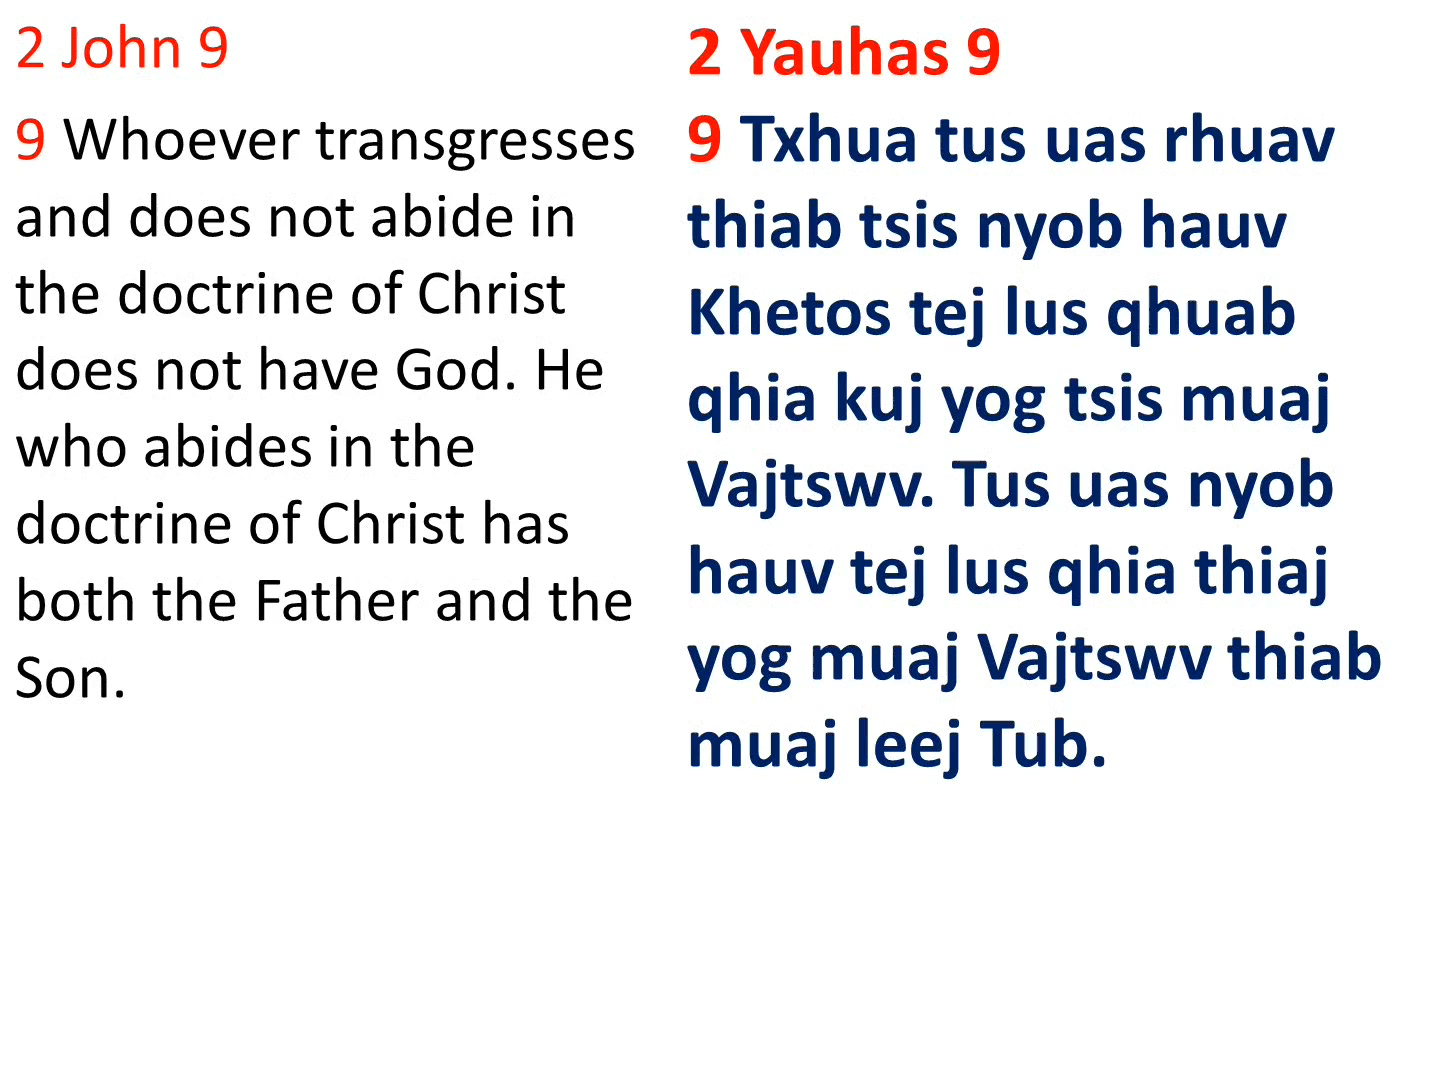 2 John 9
9 Whoever transgresses
and does not abide in
the doctrine of Christ
does not have God. He
who abides in the
doctrine of Christ has
both the Father and the
Son.
2 Yauhas 9
9 Txhua tus uas rhuav
thiab tsis nyob hauv
Khetos tej lus qhuab
qhia kuj yog tsis muaj
Vajtswv. Tus uas nyob
hauv tej lus qhia thiaj
yog muaj Vajtswv thiab
muaj leej Tub.